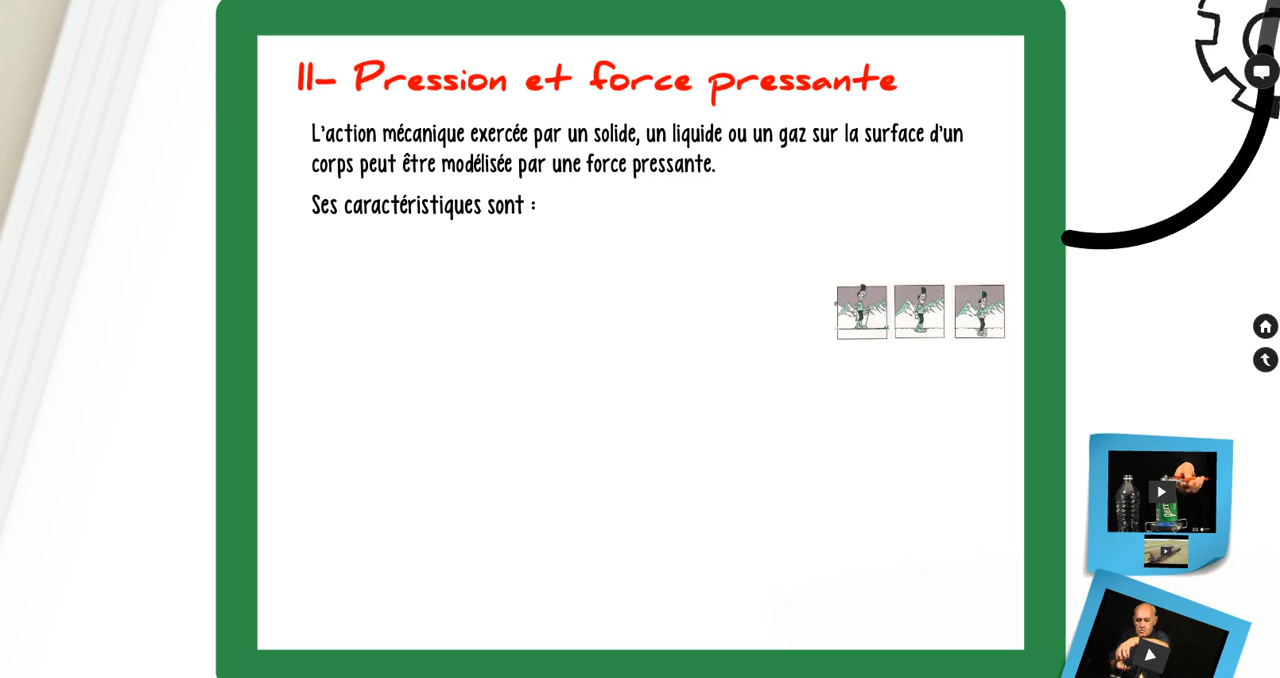 II- Pression et force pressante
L'action mécanique exercée par un solide, un liquide ou un gaz sur la surface d'un
corps peut être modélisée par une force pressante.
Ses caractéristiques sont :